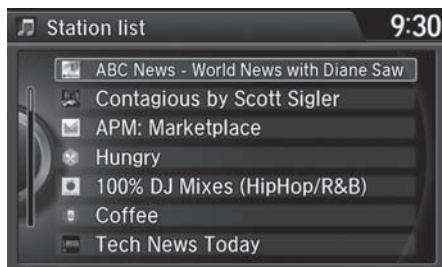 Station list
9:30
ABC News - World News with Diane Saw
Contagious by Scott Sigler
APM: Marketplace
Hungry
100% DJ Mixes (HipHop/R&B)
Coffee
Tech News Today